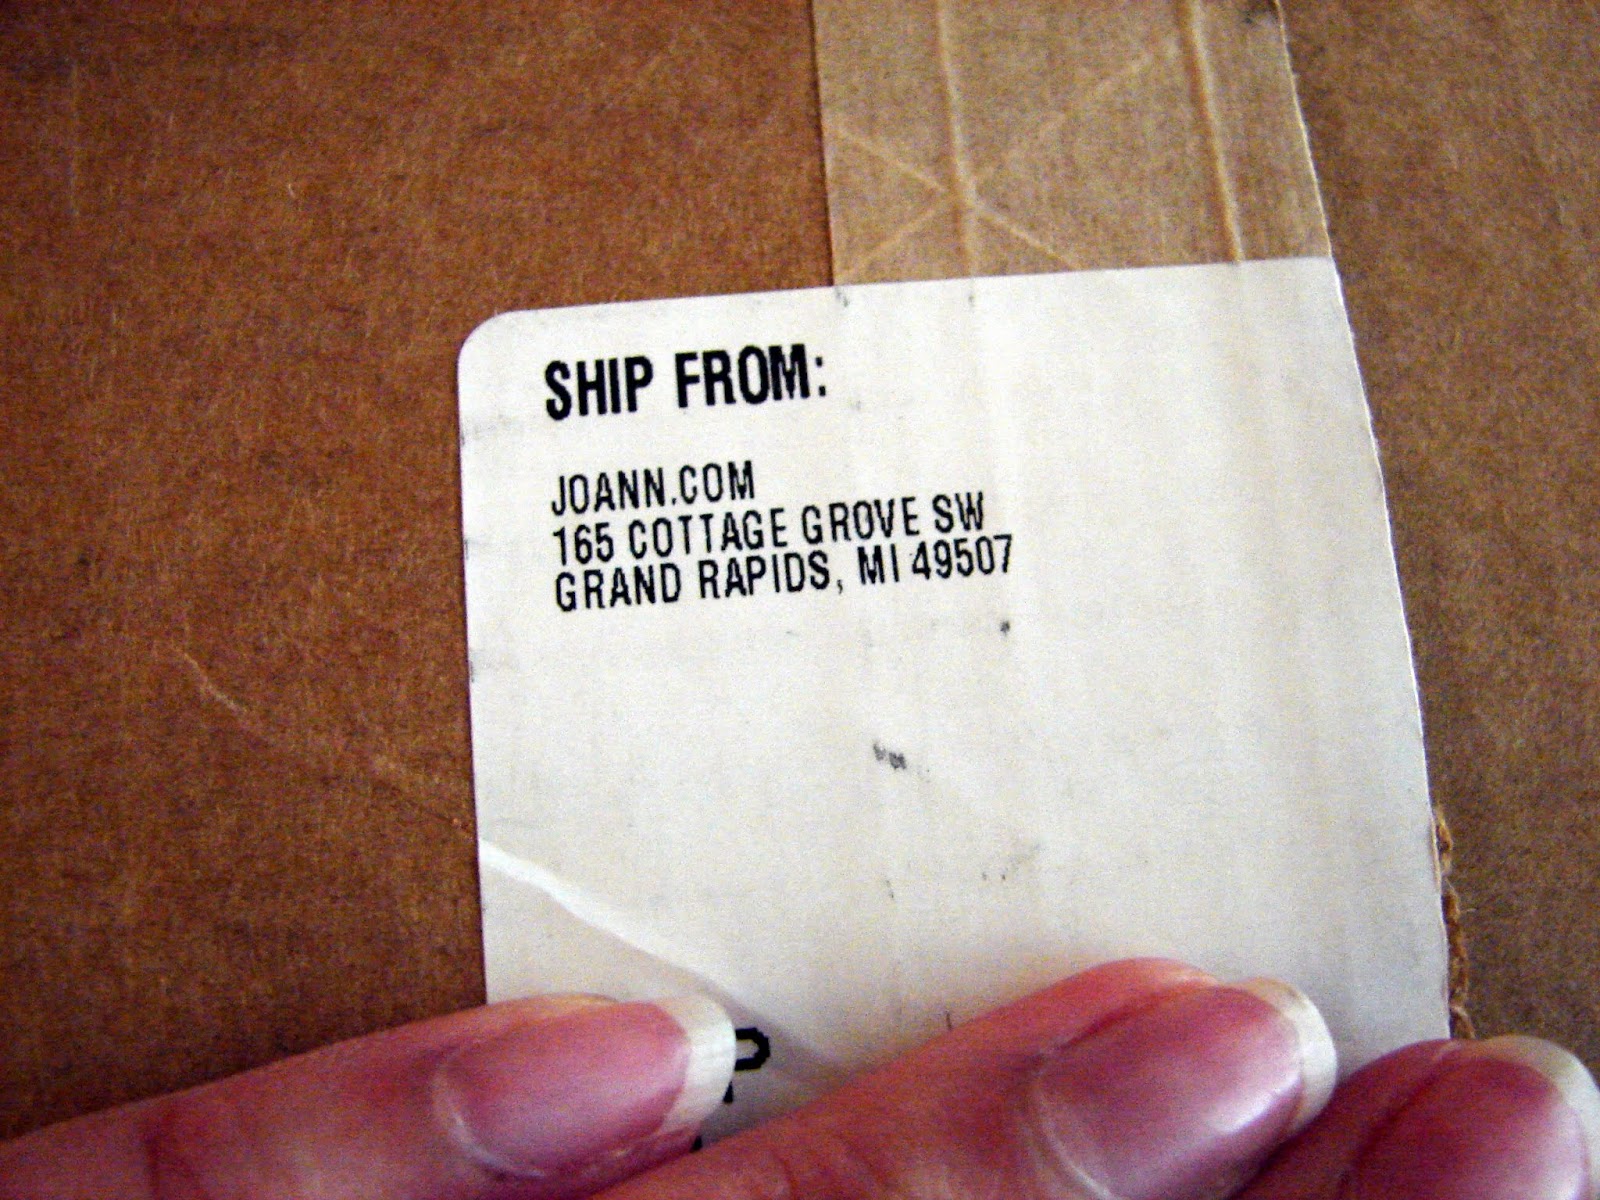 SHIP FROM:
JOANN.COM
165 COTTAGE GROVE SW
GRAND RAPIDS, MI 49507
P